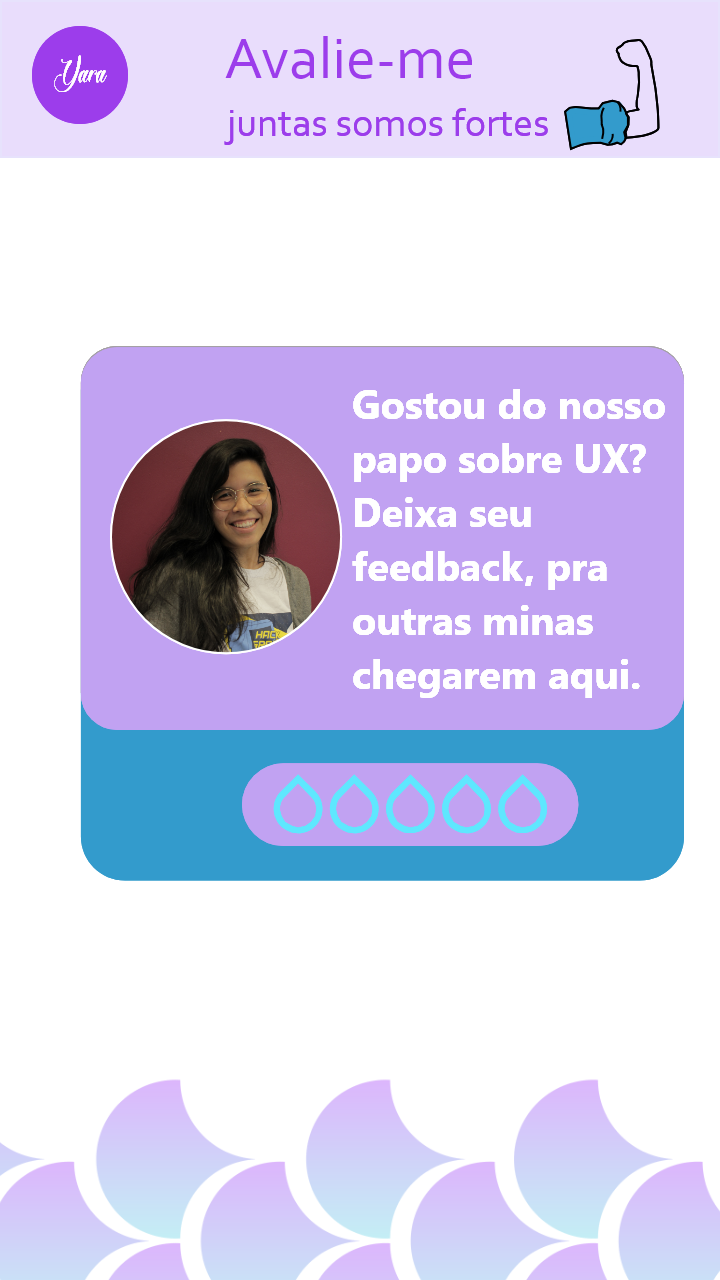 Yara
Avalie-me
juntas somos fortes
Gostou do nosso
papo sobre UX?
Deixa seu
feedback, pra
outras minas
chegarem aqui.